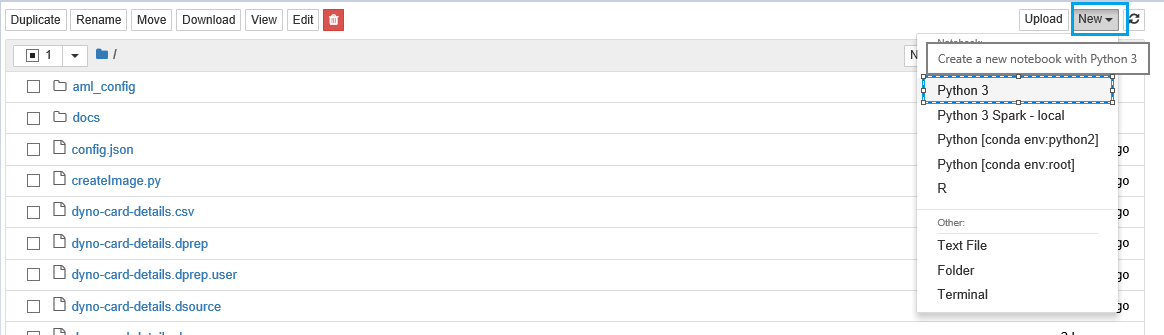 Duplicate Rename Move Download View Edit Upload New
1 / N
Notebook:
Create a new notebook with Python 3
aml_config
Python 3
docs
Python 3 Spark - local
config.json
Python [conda env:python2] go
createImage.py
Python [conda env:root] go
R
dyno-card-details.csv go
Other:
dyno-card-details.dprep
Text File go
dyno-card-details.dprep.user
Folder go
dyno-card-details.dsource
Terminal go